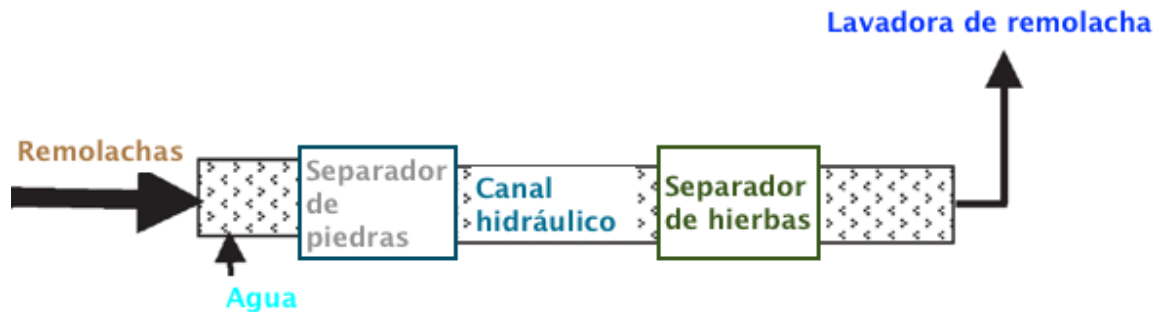 Lavadora de remolacha
Remolachas
Separador
de
piedras
Canal
hidráulico
Separador
de hierbas
Agua